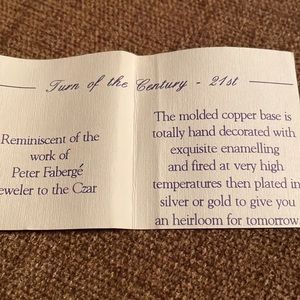 Turn of the Century - 21st
Reminiscent of the
work of
Peter Fabergé
eweler to the Czar
The molded copper base is
totally hand decorated with
exquisite enamelling
and fired at very high
temperatures then plated in
silver or gold to give you
an heirloom for tomorrow.